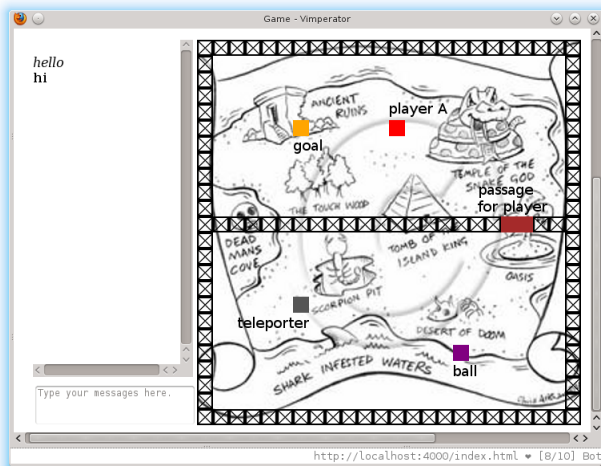 Game - Vimperator
hello
hi
ANCIENT
RUINS
player A
goal
TEMPLE OF THE
SNAKE GOD
passage
for player
THE TOUCH WOOD
DEAD
MANS
COVE
TOMB OF THE
ISLAND KING
OASIS
SCORPION PIT
teleporter
DESERT OF DOOM
ball
SHARK INFESTED WATERS
Type your messages here.
http://localhost:4000/index.html ❤ [8/10] Bot